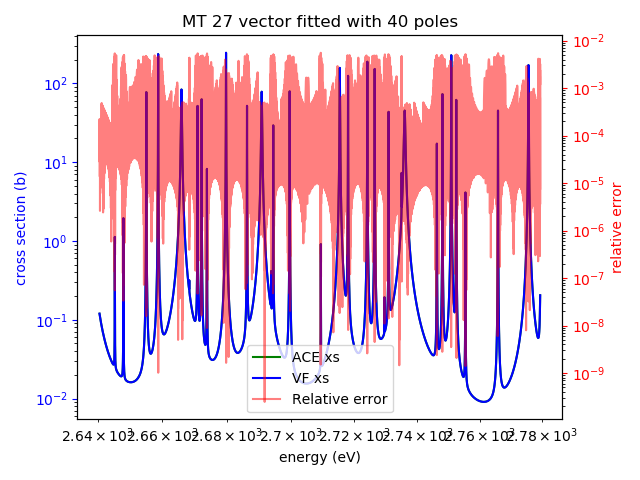 MT 27 vector fitted with 40 poles
10²
10¹
10⁰
10⁻¹
10⁻²
cross section (b)
10⁻²
10⁻³
10⁻⁴
10⁻⁵
10⁻⁶
10⁻⁷
10⁻⁸
10⁻⁹
relative error
ACE xs
VF xs
Relative error
2.64 × 10³ 2.66 × 10³ 2.68 × 10³ 2.7 × 10³ 2.72 × 10³ 2.74 × 10³ 2.76 × 10³ 2.78 × 10³
energy (eV)